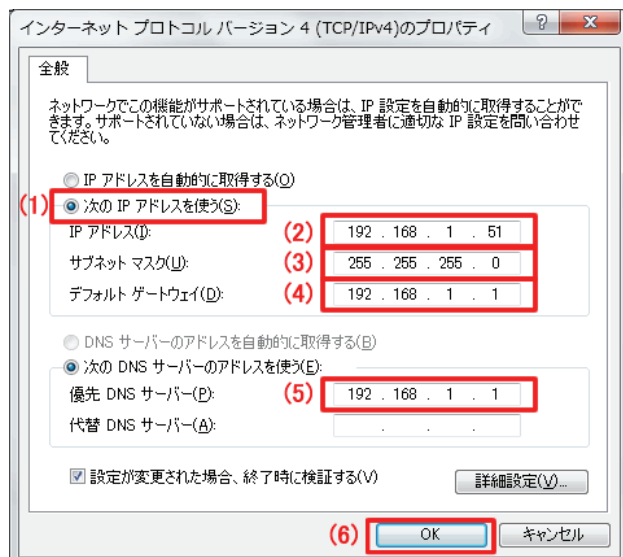 インターネット プロトコル バージョン 4 (TCP/IPv4)のプロパティ
全般
ネットワークでこの機能がサポートされている場合は、IP 設定を自動的に取得することがで
きます。サポートされていない場合は、ネットワーク管理者に適切な IP 設定を問い合わせ
てください。
IP アドレスを自動的に取得する(O)
(1) 次の IP アドレスを使う(S):
IP アドレス(I): (2) 192 . 168 . 1 . 51
サブネット マスク(U): (3) 255 . 255 . 255 . 0
デフォルト ゲートウェイ(D): (4) 192 . 168 . 1 . 1
DNS サーバーのアドレスを自動的に取得する(B)
次の DNS サーバーのアドレスを使う(E):
優先 DNS サーバー(P): (5) 192 . 168 . 1 . 1
代替 DNS サーバー(A): . . .
設定が変更された場合、終了時に検証する(V) 詳細設定(V)...
(6) OK キャンセル